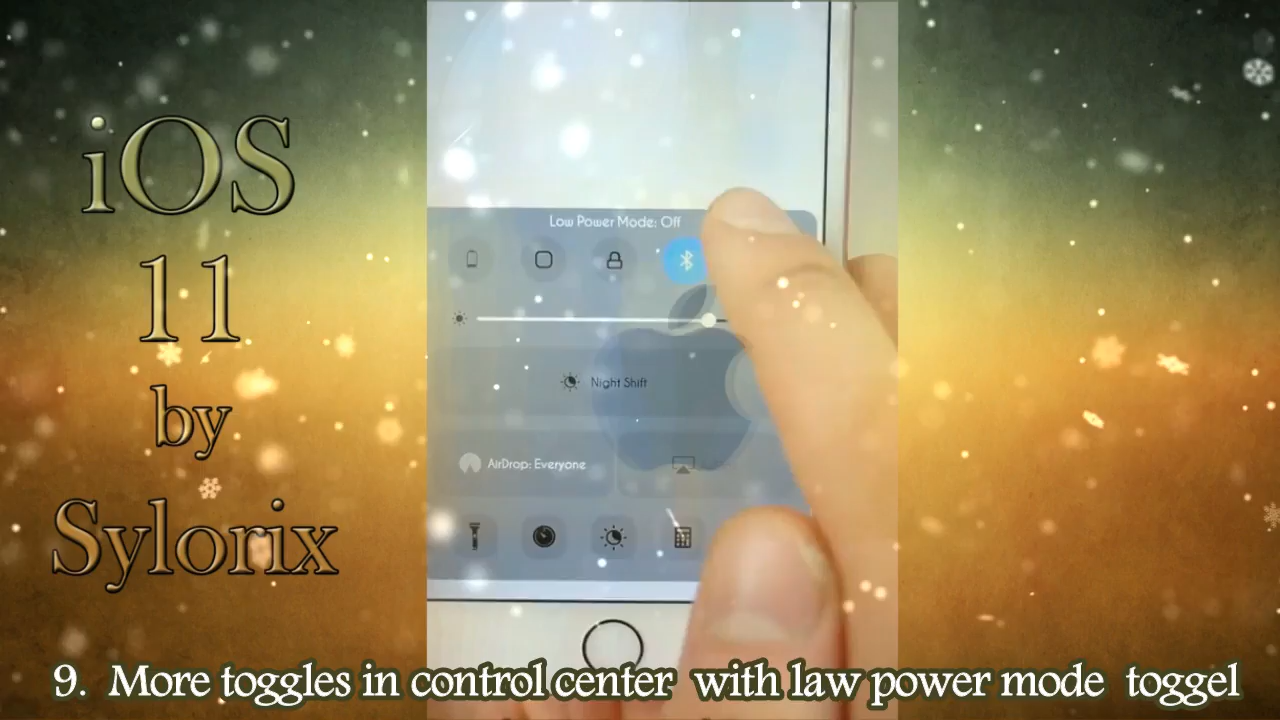 iOS
11
by
Sylorix
Low Power Mode: Off
Night Shift
AirDrop: Everyone
9. More toggles in control center with law power mode toggel